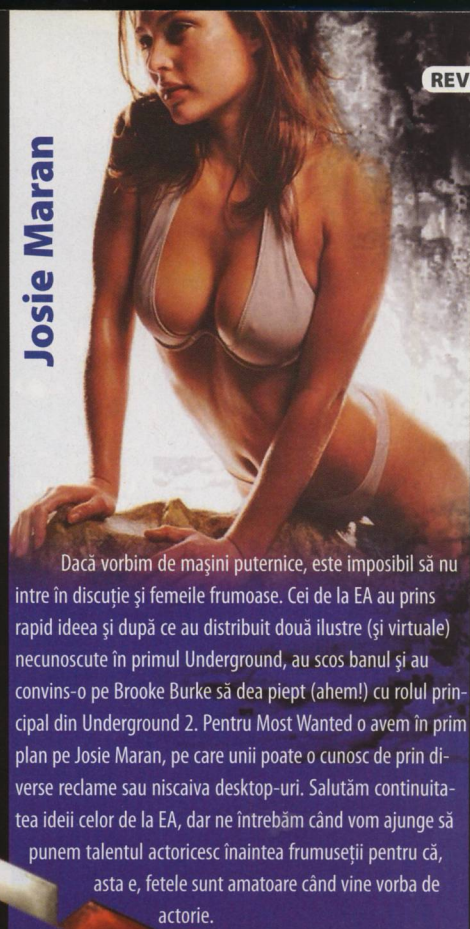 REV
Josie Maran
Dacă vorbim de maşini puternice, este imposibil să nu
intre în discuţie şi femeile frumoase. Cei de la EA au prins
rapid ideea şi după ce au distribuit două ilustre (şi virtuale)
necunoscute în primul Underground, au scos banul şi au
convins-o pe Brooke Burke să dea piept (ahem!) cu rolul prin-
cipal din Underground 2. Pentru Most Wanted o avem în prim
plan pe Josie Maran, pe care unii poate o cunosc de prin di-
verse reclame sau niscaiva desktop-uri. Salutăm continuita-
tea ideii celor de la EA, dar ne întrebăm când vom ajunge să
punem talentul actoricesc înaintea frumuseţii pentru că,
asta e, fetele sunt amatoare când vine vorba de
actorie.